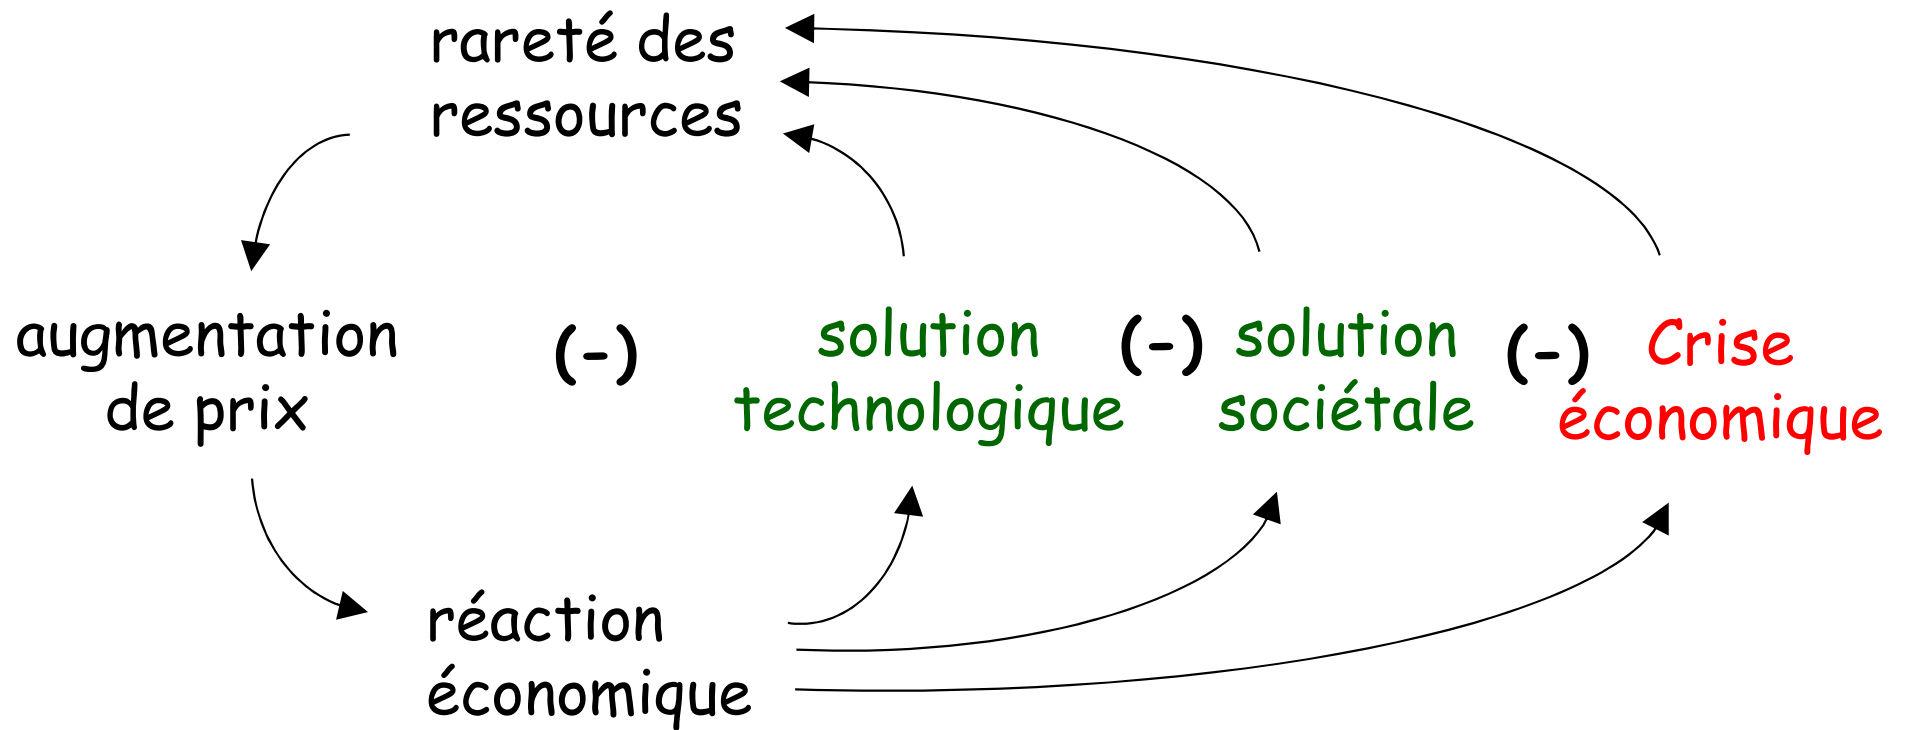 rareté des
ressources
augmentation
de prix
(-)
solution
technologique
(-)
solution
sociétale
(-)
Crise
économique
réaction
économique